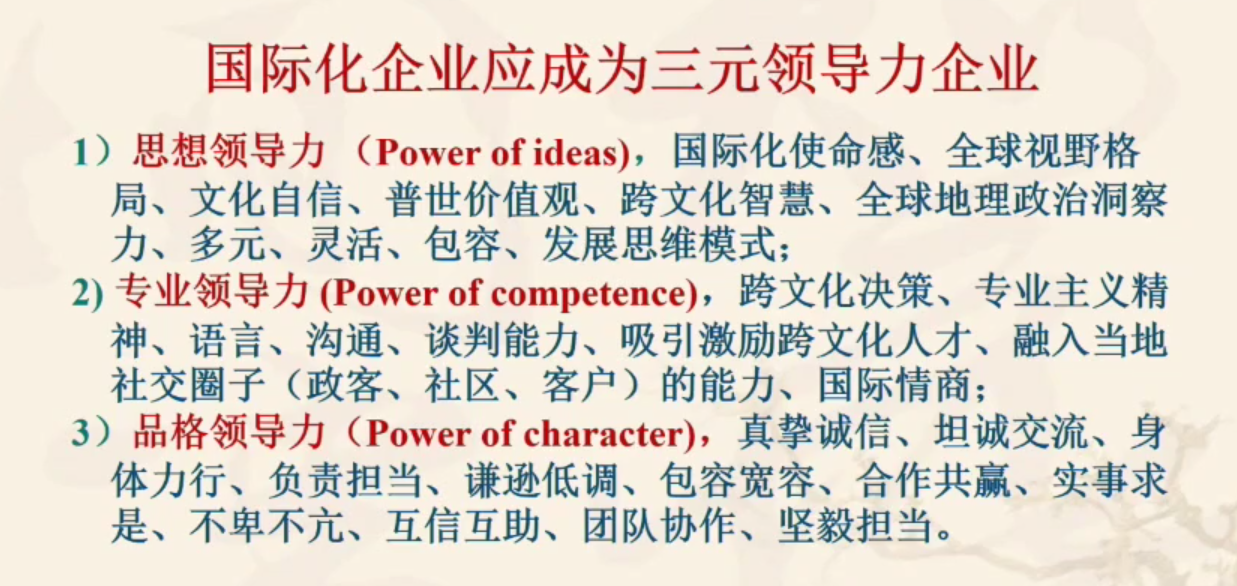 国际化企业应成为三元领导力企业
1）思想领导力 （Power of ideas)，国际化使命感、全球视野格
局、文化自信、普世价值观、跨文化智慧、全球地理政治洞察
力、多元、灵活、包容、发展思维模式；
2) 专业领导力 (Power of competence)，跨文化决策、专业主义精
神、语言、沟通、谈判能力、吸引激励跨文化人才、融入当地
社交圈子（政客、社区、客户）的能力、国际情商；
3）品格领导力（Power of character)，真挚诚信、坦诚交流、身
体力行、负责担当、谦逊低调、包容宽容、合作共赢、实事求
是、不卑不亢、互信互助、团队协作、坚毅担当。